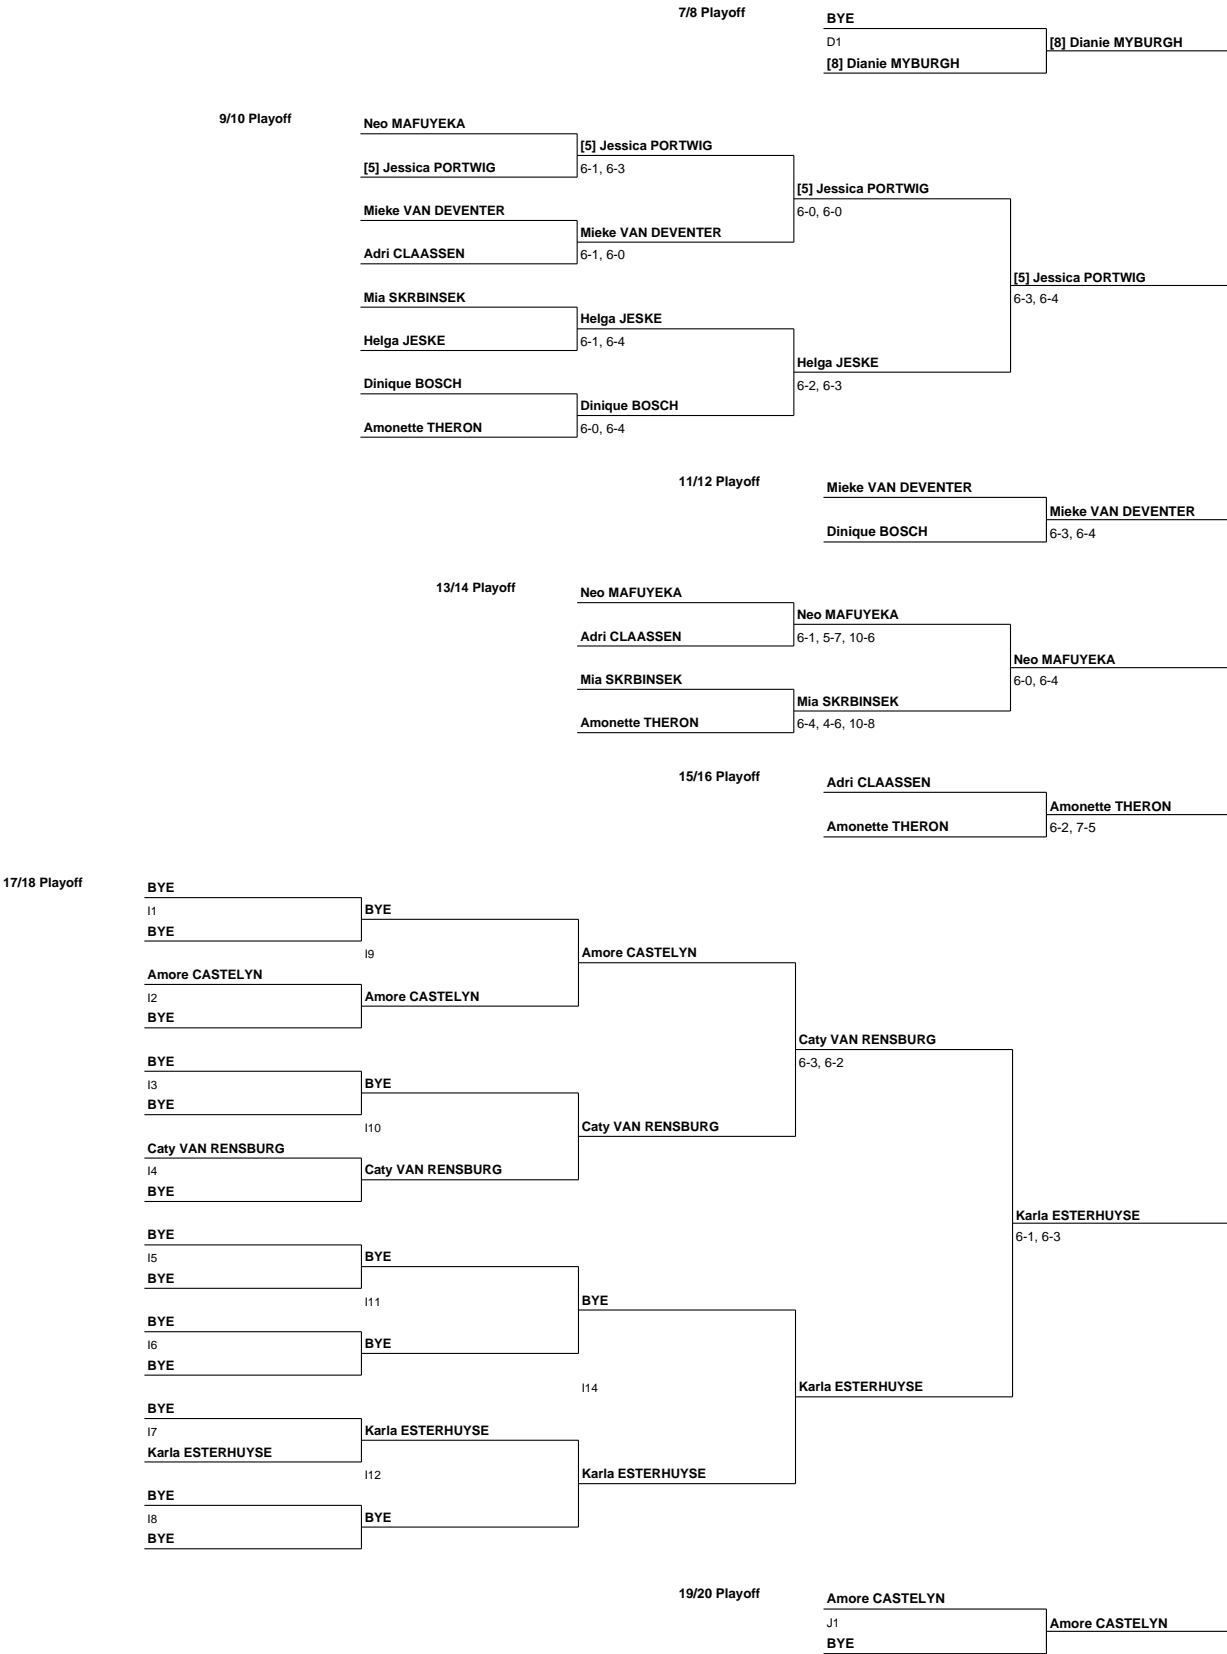 7/8 Playoff
BYE
D1
[8] Dianie MYBURGH
[8] Dianie MYBURGH
9/10 Playoff
Neo MAFUYEKA
[5] Jessica PORTWIG
[5] Jessica PORTWIG
6-1, 6-3
[5] Jessica PORTWIG
6-0, 6-0
Mieke VAN DEVENTER
Mieke VAN DEVENTER
Adri CLAASSEN
6-1, 6-0
[5] Jessica PORTWIG
6-3, 6-4
Mia SKRBINSEK
Helga JESKE
Helga JESKE
6-1, 6-4
Helga JESKE
6-2, 6-3
Dinique BOSCH
Dinique BOSCH
Amonette THERON
6-0, 6-4
11/12 Playoff
Mieke VAN DEVENTER
Mieke VAN DEVENTER
Dinique BOSCH
6-3, 6-4
13/14 Playoff
Neo MAFUYEKA
Neo MAFUYEKA
Adri CLAASSEN
6-1, 5-7, 10-6
Neo MAFUYEKA
6-0, 6-4
Mia SKRBINSEK
Mia SKRBINSEK
Amonette THERON
6-4, 4-6, 10-8
15/16 Playoff
Adri CLAASSEN
Amonette THERON
Amonette THERON
6-2, 7-5
17/18 Playoff
BYE
I1
BYE
BYE
I9
Amore CASTELYN
Amore CASTELYN
I2
Amore CASTELYN
BYE
Caty VAN RENSBURG
6-3, 6-2
BYE
I3
BYE
BYE
I10
Caty VAN RENSBURG
Caty VAN RENSBURG
I4
Caty VAN RENSBURG
BYE
Karla ESTERHUYSE
6-1, 6-3
BYE
I5
BYE
BYE
I11
BYE
BYE
I6
BYE
BYE
I14
Karla ESTERHUYSE
BYE
I7
Karla ESTERHUYSE
Karla ESTERHUYSE
I12
Karla ESTERHUYSE
BYE
I8
BYE
BYE
19/20 Playoff
Amore CASTELYN
J1
Amore CASTELYN
BYE